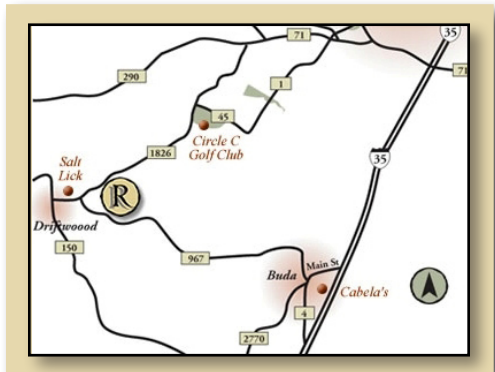 35
71
71
290
1
45
Circle C
Golf Club
1826
35
Salt
Lick
R
Driftwoood
150
967
Main St
Buda
Cabela's
4
2770